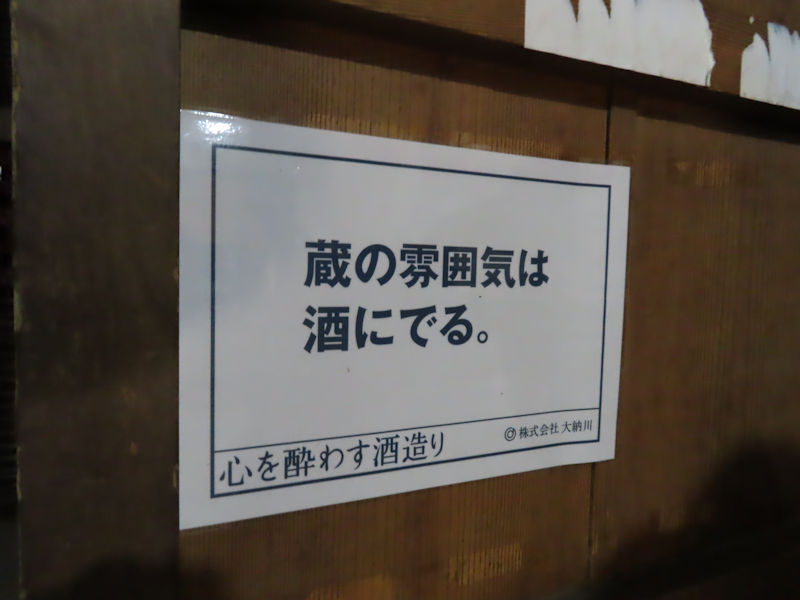 蔵の雰囲気は
酒にでる。
心を酔わす酒造り
株式会社 大納川